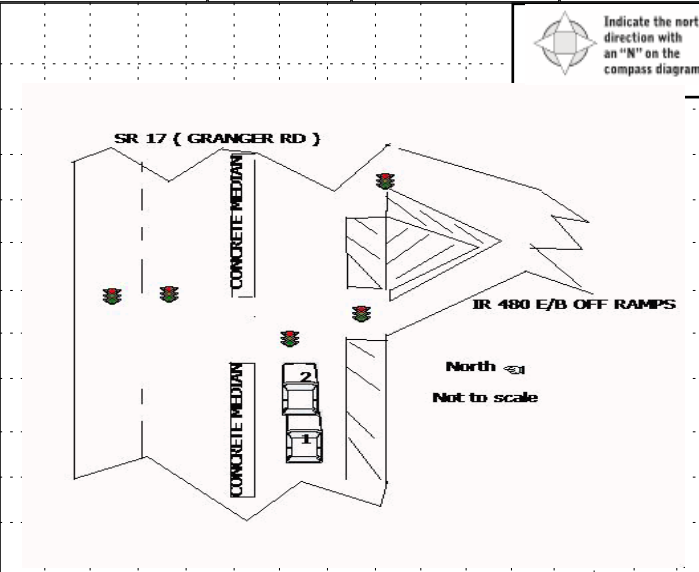 Indicate the nort
direction with
an "N" on the
compass diagram
SR 17 ( GRANGER RD )
CONCRETE MEDIAN
IR 480 E/B OFF RAMPS
North
Not to scale
CONCRETE MEDIAN
2
1